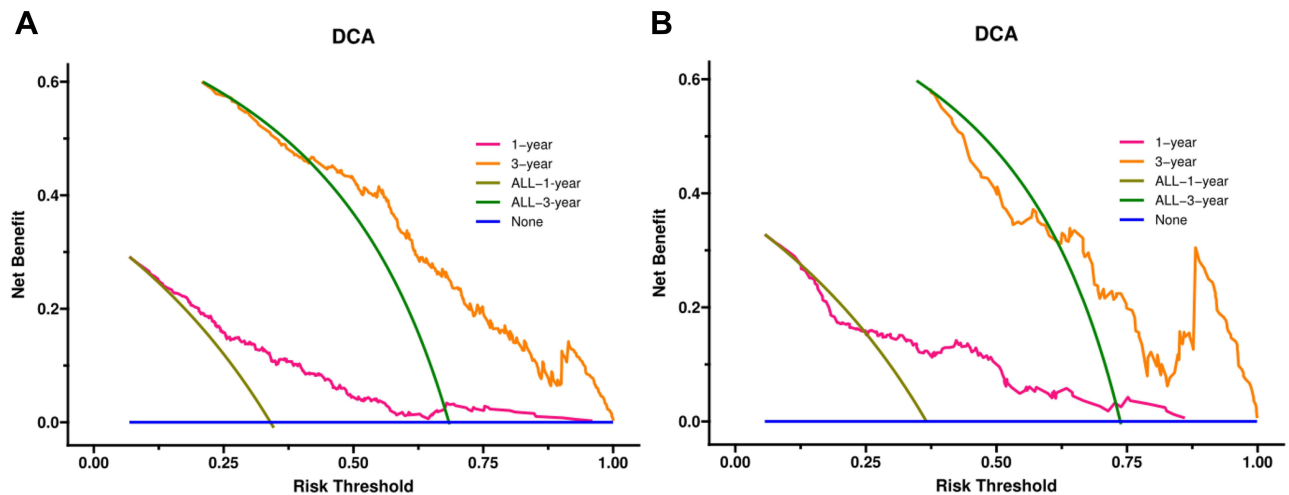 A
DCA
Net Benefit
0.6
0.4
0.2
0.0
0.00 0.25 0.50 0.75 1.00
Risk Threshold
1−year
3−year
ALL−1−year
ALL−3−year
None
B
DCA
Net Benefit
0.6
0.4
0.2
0.0
0.00 0.25 0.50 0.75 1.00
Risk Threshold
1−year
3−year
ALL−1−year
ALL−3−year
None